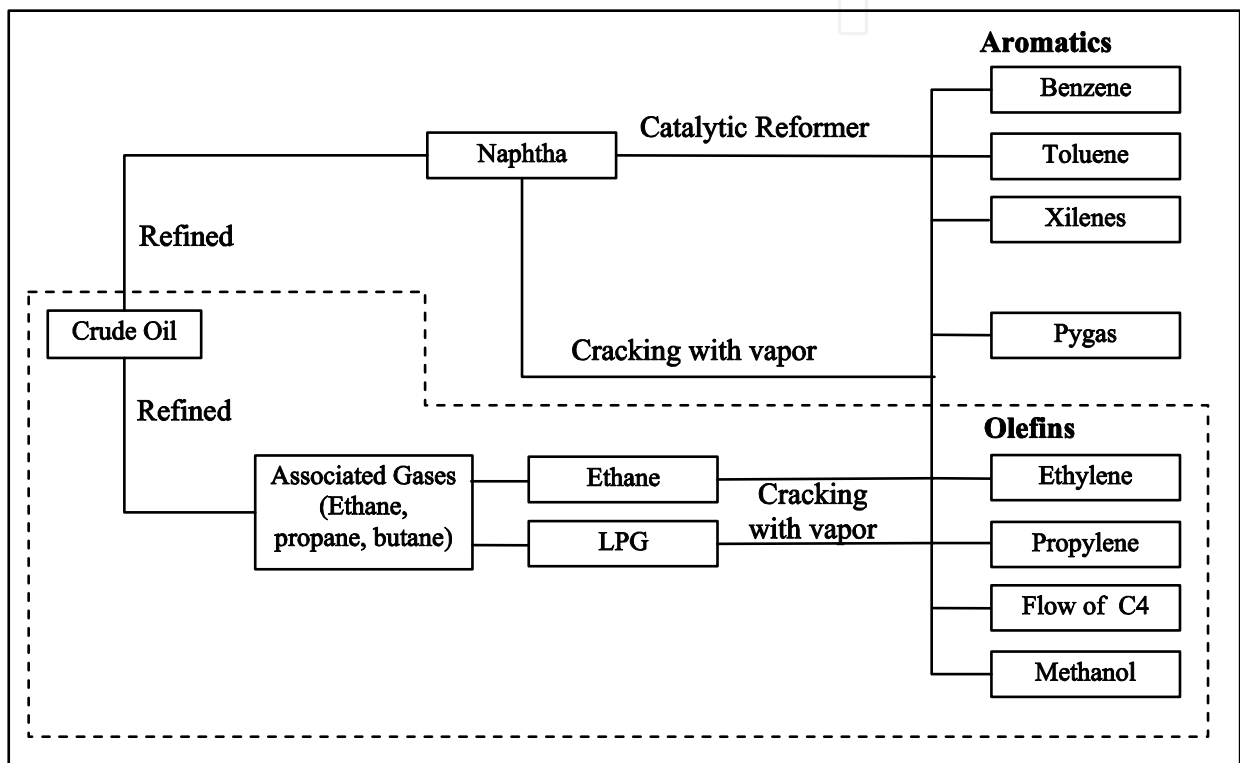 Aromatics
Benzene
Catalytic Reformer
Naphtha
Toluene
Xilenes
Refined
Crude Oil
Pygas
Cracking with vapor
Refined
Olefins
Associated Gases
(Ethane,
propane, butane)
Ethane
Cracking
with vapor
Ethylene
LPG
Propylene
Flow of C4
Methanol